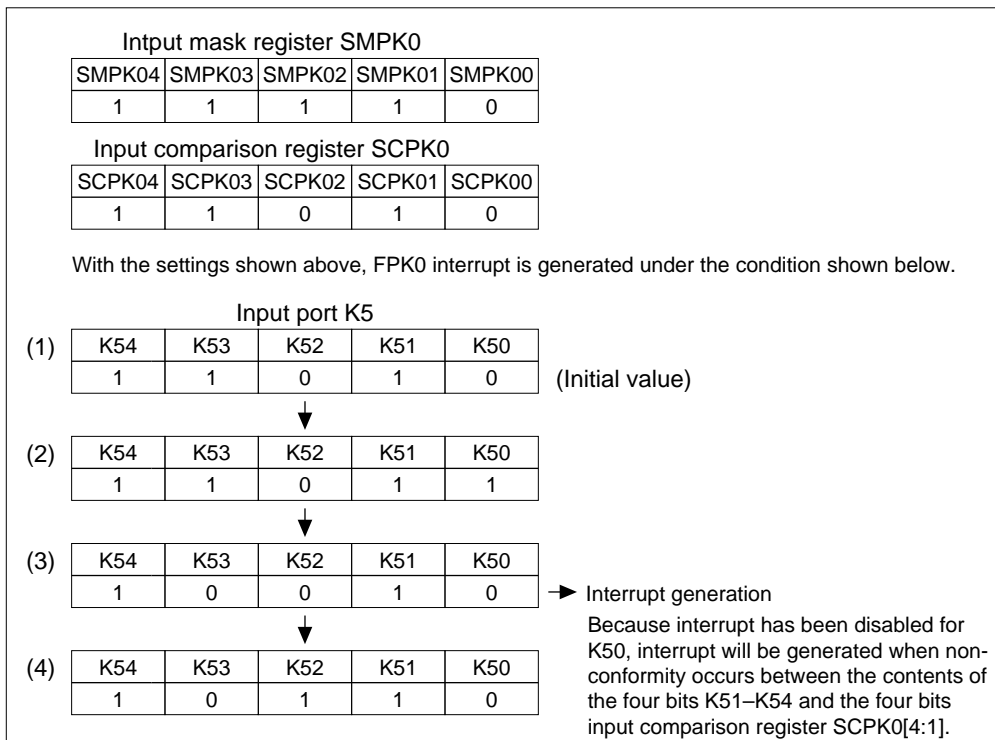 Intput mask register SMPK0
SMPK04 SMPK03 SMPK02 SMPK01 SMPK00
1 1 1 1 0
Input comparison register SCPK0
SCPK04 SCPK03 SCPK02 SCPK01 SCPK00
1 1 0 1 0
With the settings shown above, FPK0 interrupt is generated under the condition shown below.
Input port K5
(1) K54 K53 K52 K51 K50
1 1 0 1 0 (Initial value)
(2) K54 K53 K52 K51 K50
1 1 0 1 1
(3) K54 K53 K52 K51 K50
1 0 0 1 0 Interrupt generation
Because interrupt has been disabled for
K50, interrupt will be generated when non-
conformity occurs between the contents of
the four bits K51–K54 and the four bits
input comparison register SCPK0[4:1].
(4) K54 K53 K52 K51 K50
1 0 1 1 0